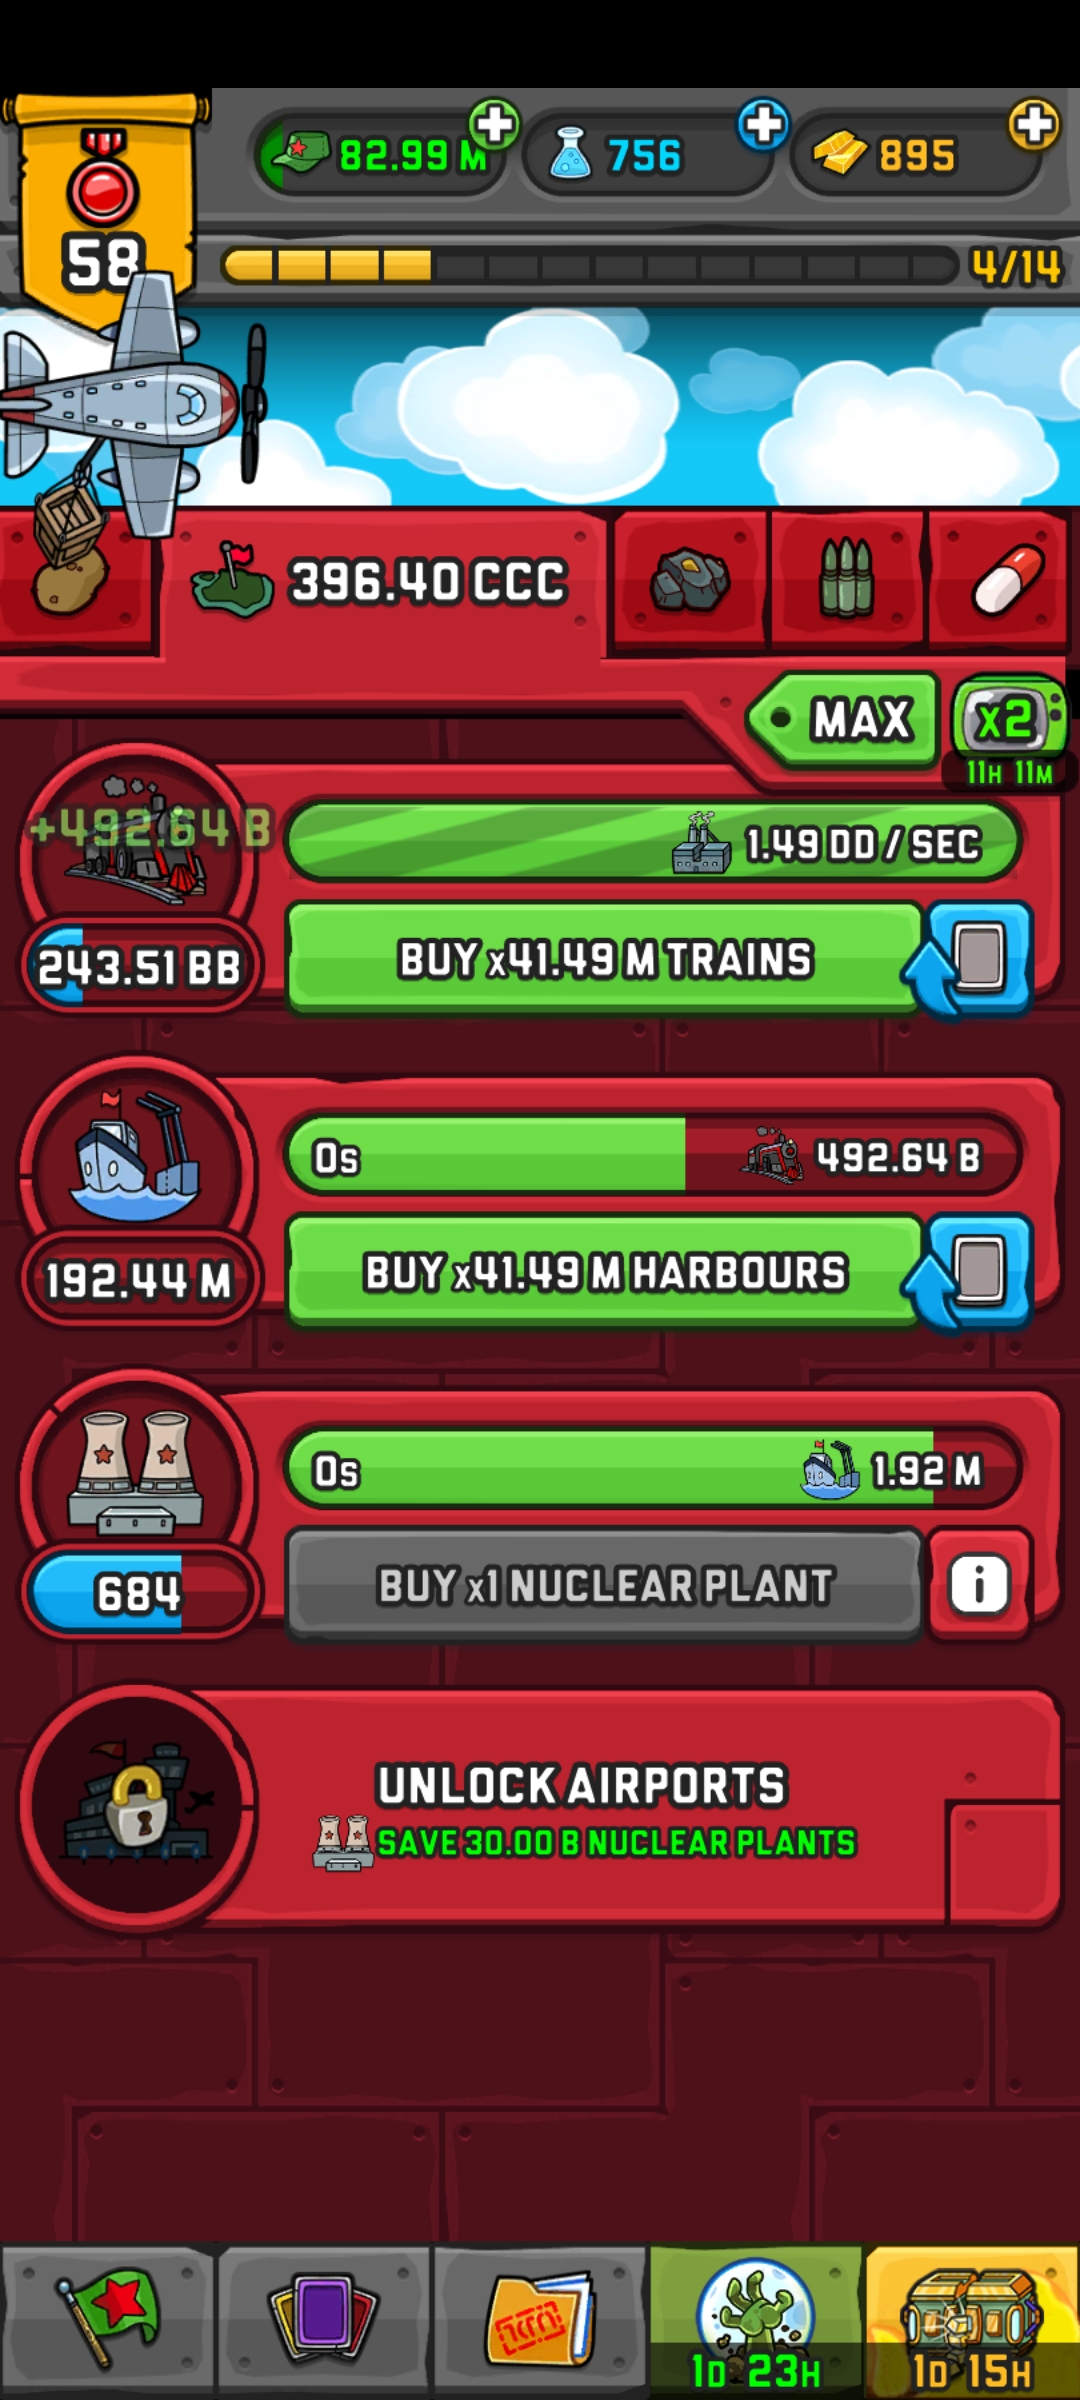 82.99 M
756
895
58
4/14
396.40 CCC
MAX
x2
11H 11M
+492.64 B
1.49 DD / SEC
243.51 BB
BUY x41.49 M TRAINS
0s
492.64 B
192.44 M
BUY x41.49 M HARBOURS
0s
1.92 M
684
BUY x1 NUCLEAR PLANT
i
UNLOCK AIRPORTS
SAVE 30.00 B NUCLEAR PLANTS
1D 23H
1D 15H